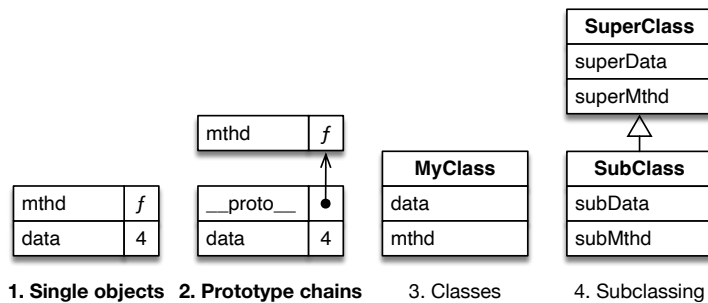 SuperClass
superData
superMthd
mthd ƒ
MyClass
SubClass
mthd ƒ
__proto__
data
subData
data 4
data 4
mthd
subMthd
1. Single objects
2. Prototype chains
3. Classes
4. Subclassing